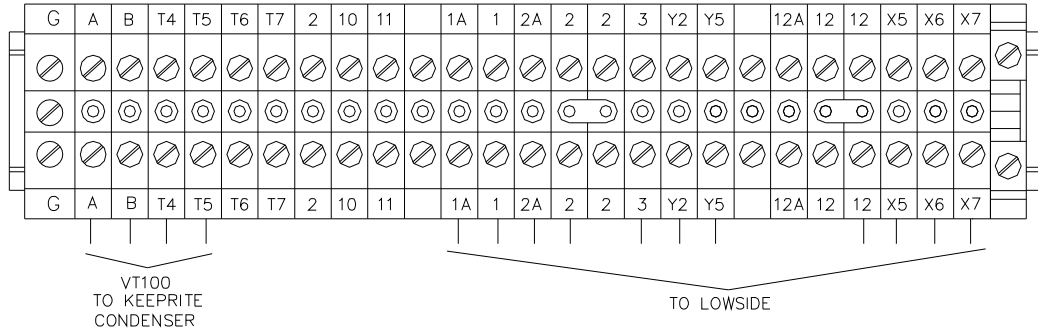 G A B T4 T5 T6 T7 2 10 11 1A 1 2A 2 2 3 Y2 Y5 12A 12 12 X5 X6 X7
G A B T4 T5 T6 T7 2 10 11 1A 1 2A 2 2 3 Y2 Y5 12A 12 12 X5 X6 X7
VT100
TO KEEPRITE
CONDENSER
TO LOWSIDE